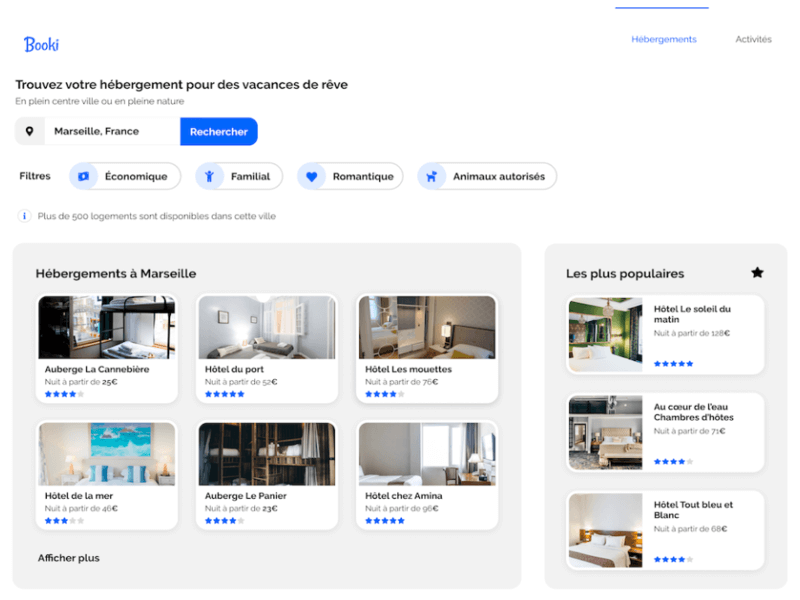 Booki
Hébergements
Activités
Trouvez votre hébergement pour des vacances de rêve
En plein centre ville ou en pleine nature
Marseille, France
Rechercher
Filtres
Économique
Familial
Romantique
Animaux autorisés
Plus de 500 logements sont disponibles dans cette ville
Hébergements à Marseille
Auberge La Cannebière
Nuit à partir de 25€
Hôtel du port
Nuit à partir de 52€
Hôtel Les mouettes
Nuit à partir de 76€
Hôtel de la mer
Nuit à partir de 46€
Auberge Le Panier
Nuit à partir de 23€
Hôtel chez Amina
Nuit à partir de 96€
Afficher plus
Les plus populaires
Hôtel Le soleil du
matin
Nuit à partir de 128€
Au cœur de l'eau
Chambres d'hôtes
Nuit à partir de 71€
Hôtel Tout bleu et
Blanc
Nuit à partir de 68€